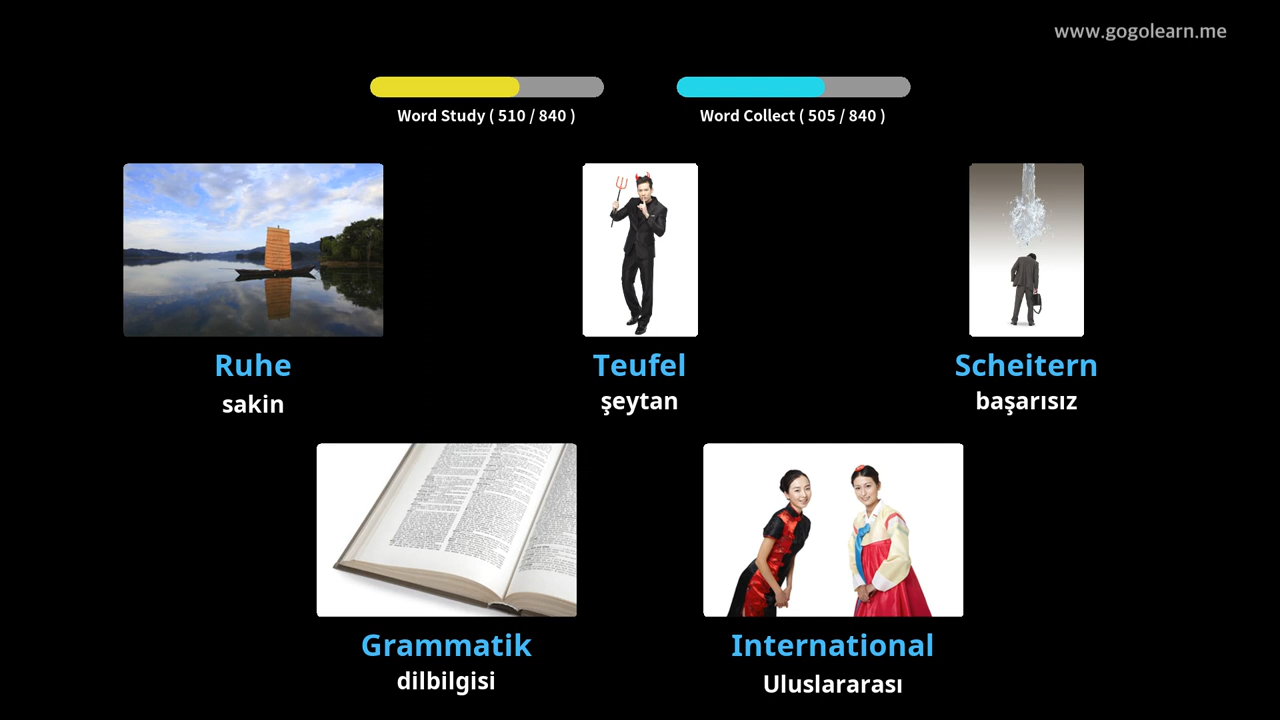 www.gogolearn.me
Word Study ( 510 / 840 )
Word Collect ( 505 / 840 )
Ruhe
sakin
Teufel
şeytan
Scheitern
başarısız
Grammatik
dilbilgisi
International
Uluslararası